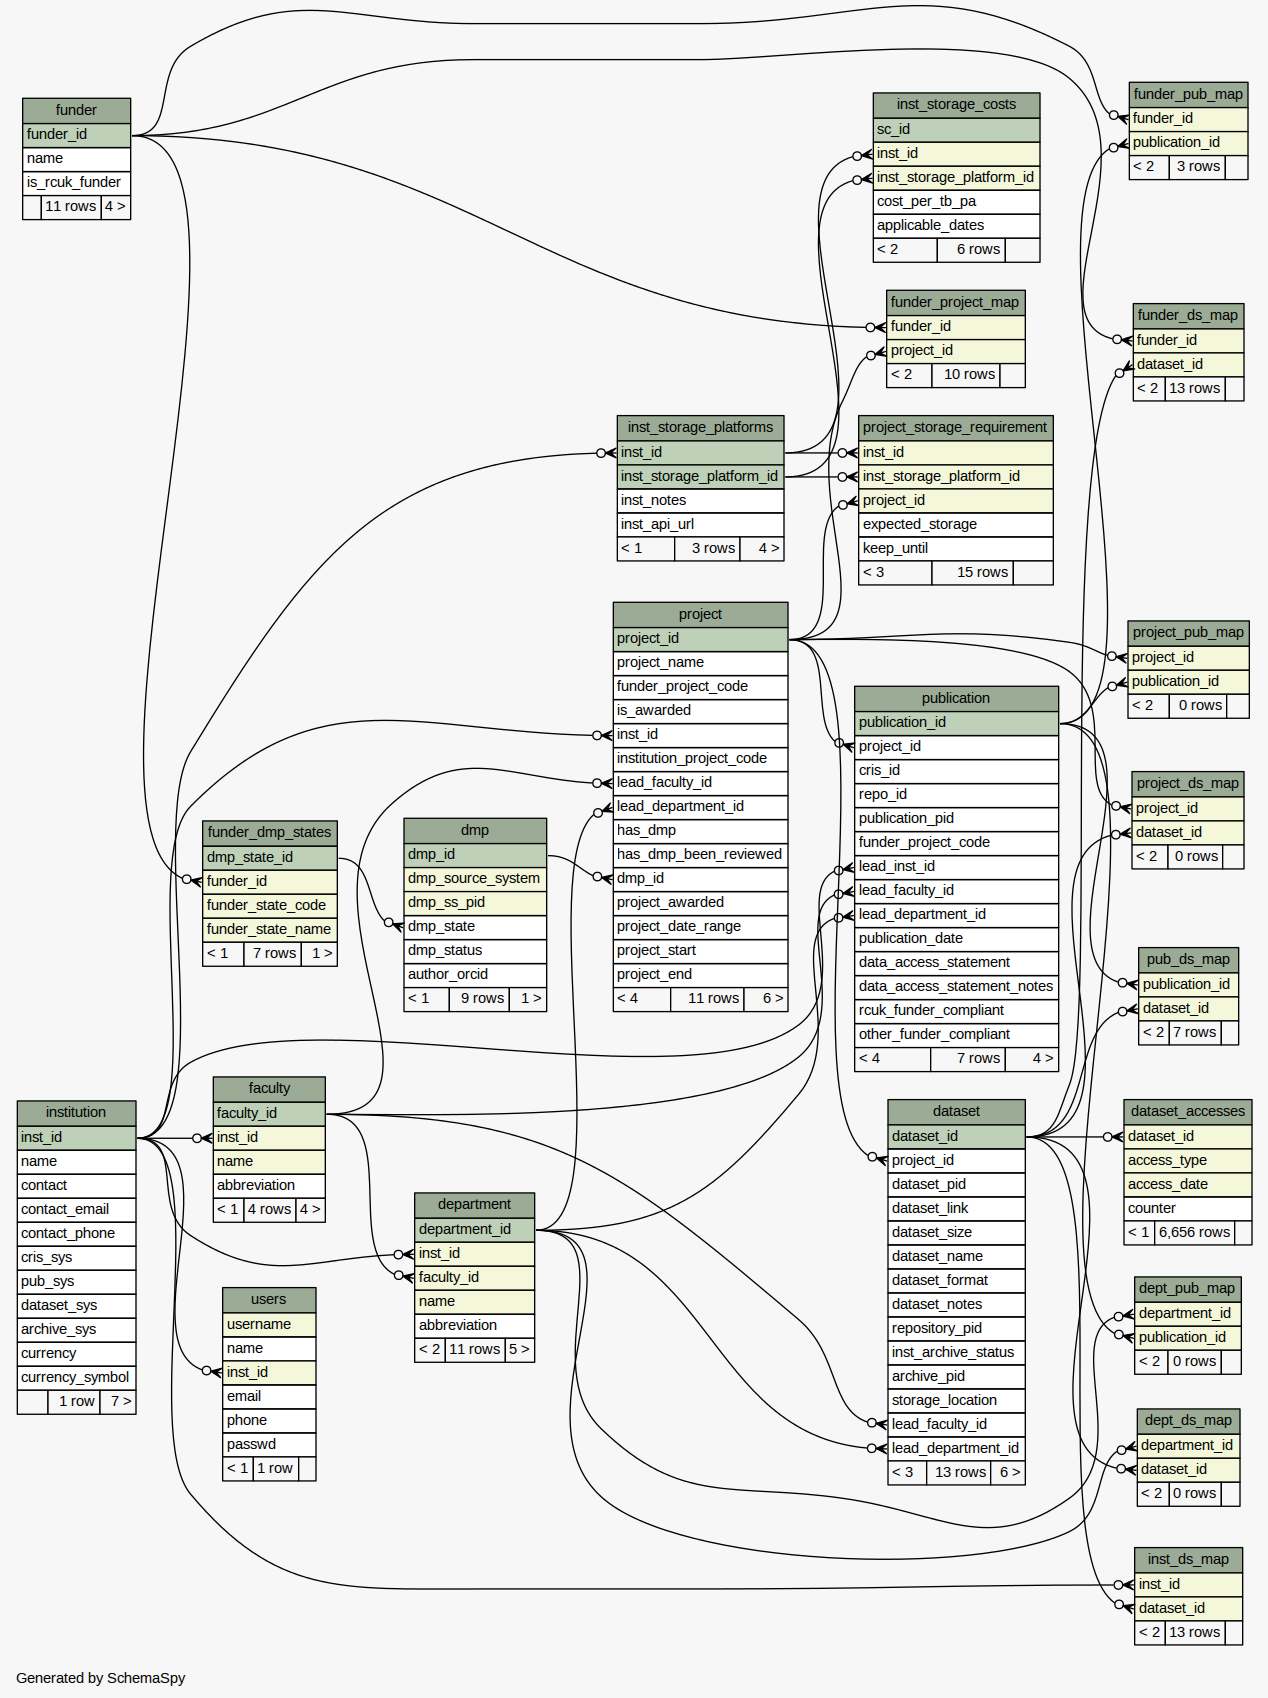 funder
funder_id
name
is_rcuk_funder
11 rows 4 >
inst_storage_costs
sc_id
inst_id
inst_storage_platform_id
cost_per_tb_pa
applicable_dates
< 2 6 rows
funder_pub_map
funder_id
publication_id
< 2 3 rows
funder_project_map
funder_id
project_id
< 2 10 rows
funder_ds_map
funder_id
dataset_id
< 2 13 rows
inst_storage_platforms
inst_id
inst_storage_platform_id
inst_notes
inst_api_url
< 1 3 rows 4 >
project_storage_requirement
inst_id
inst_storage_platform_id
project_id
expected_storage
keep_until
< 3 15 rows
project
project_id
project_name
funder_project_code
is_awarded
inst_id
institution_project_code
lead_faculty_id
lead_department_id
has_dmp
has_dmp_been_reviewed
dmp_id
project_awarded
project_date_range
project_start
project_end
< 4 11 rows 6 >
project_pub_map
project_id
publication_id
< 2 0 rows
publication
publication_id
project_id
cris_id
repo_id
publication_pid
funder_project_code
lead_inst_id
lead_faculty_id
lead_department_id
publication_date
data_access_statement
data_access_statement_notes
rcuk_funder_compliant
other_funder_compliant
< 4 7 rows 4 >
project_ds_map
project_id
dataset_id
< 2 0 rows
funder_dmp_states
dmp_state_id
funder_id
funder_state_code
funder_state_name
< 1 7 rows 1 >
dmp
dmp_id
dmp_source_system
dmp_ss_pid
dmp_state
dmp_status
author_orcid
< 1 9 rows 1 >
pub_ds_map
publication_id
dataset_id
< 2 7 rows
institution
inst_id
name
contact
contact_email
contact_phone
cris_sys
pub_sys
dataset_sys
archive_sys
currency
currency_symbol
1 row 7 >
faculty
faculty_id
inst_id
name
abbreviation
< 1 4 rows 4 >
dataset
dataset_id
project_id
dataset_pid
dataset_link
dataset_size
dataset_name
dataset_format
dataset_notes
repository_pid
inst_archive_status
archive_pid
storage_location
lead_faculty_id
lead_department_id
< 3 13 rows 6 >
dataset_accesses
dataset_id
access_type
access_date
counter
< 1 6,656 rows
department
department_id
inst_id
faculty_id
name
abbreviation
< 2 11 rows 5 >
users
username
name
inst_id
email
phone
passwd
< 1 1 row
dept_pub_map
department_id
publication_id
< 2 0 rows
dept_ds_map
department_id
dataset_id
< 2 0 rows
inst_ds_map
inst_id
dataset_id
< 2 13 rows
Generated by SchemaSpy